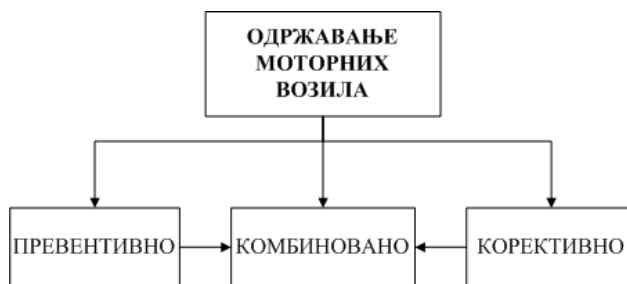 ОДРЖАВАЊЕ
МОТОРНИХ
ВОЗИЛА
ПРЕВЕНТИВНО
КОМБИНОВАНО
КОРЕКТИВНО